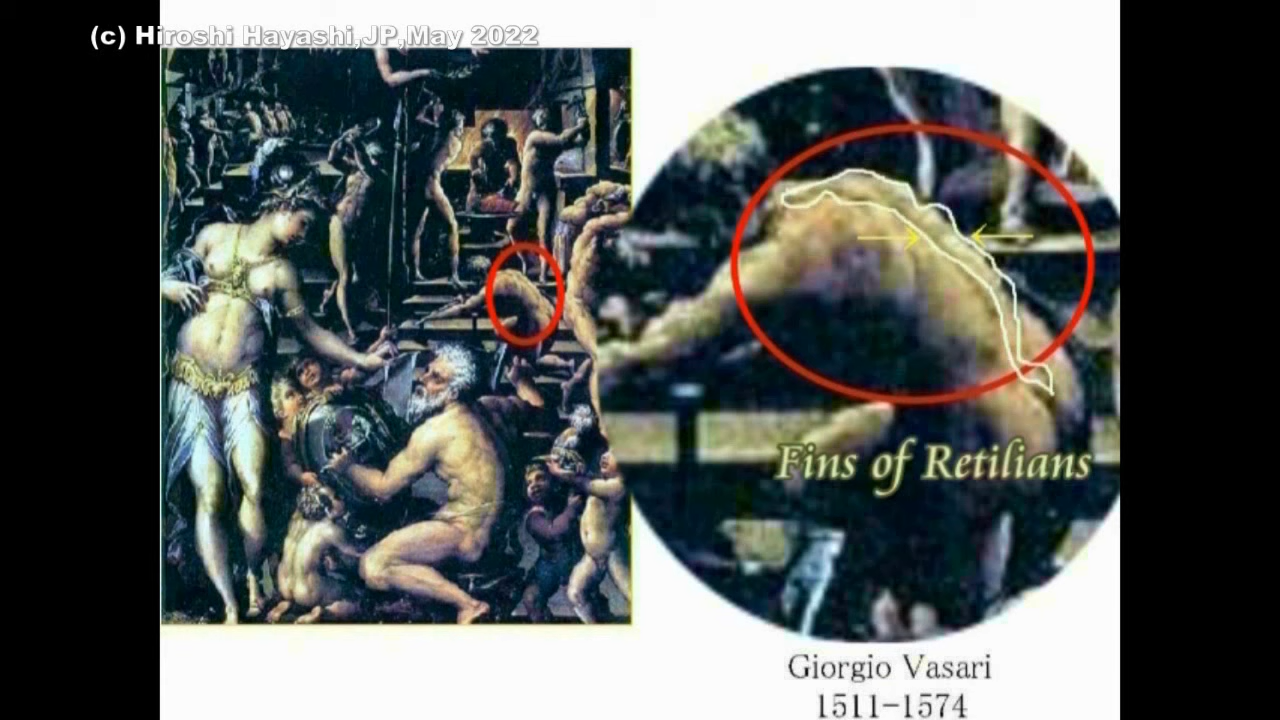 (c) Hiroshi Hayashi,JP,May 2022
Fins of Retilians
Giorgio Vasari
1511-1574